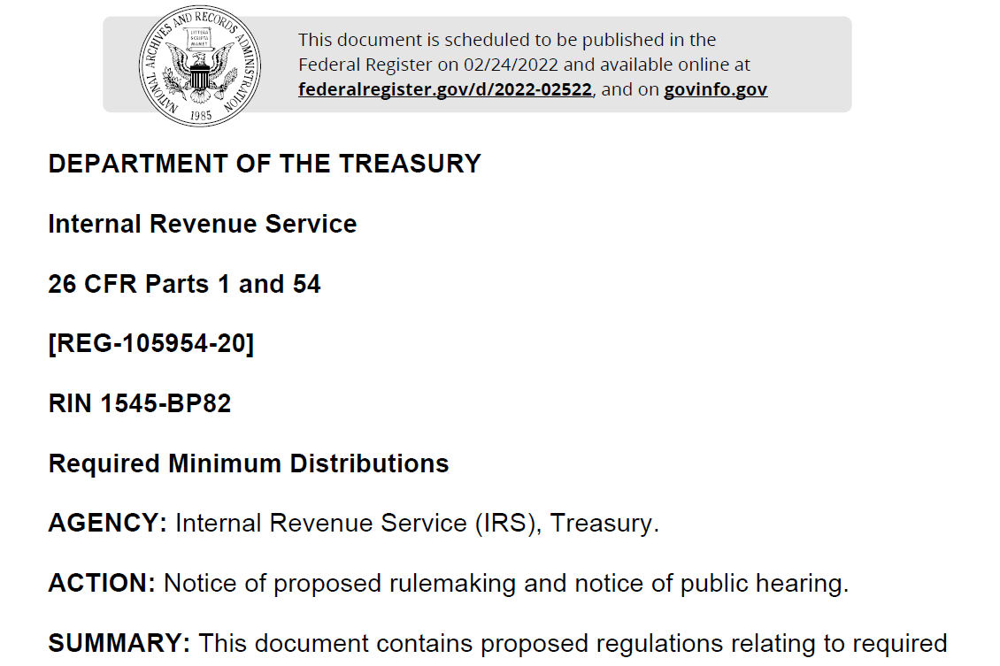 NATIONAL ARCHIVES AND RECORDS ADMINISTRATION
LITTERA
SCRIPTA
MANET
1985
This document is scheduled to be published in the
Federal Register on 02/24/2022 and available online at
federalregister.gov/d/2022-02522, and on govinfo.gov
DEPARTMENT OF THE TREASURY
Internal Revenue Service
26 CFR Parts 1 and 54
[REG-105954-20]
RIN 1545-BP82
Required Minimum Distributions
AGENCY: Internal Revenue Service (IRS), Treasury.
ACTION: Notice of proposed rulemaking and notice of public hearing.
SUMMARY: This document contains proposed regulations relating to required